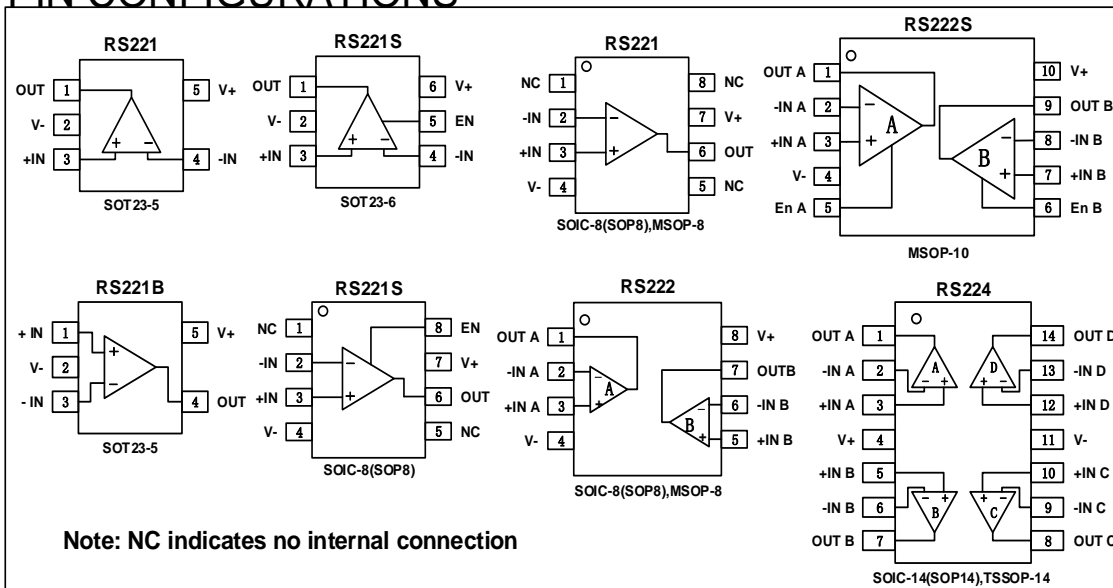 PIN CONFIGURATIONS
RS221
OUT 1 5 V+
V- 2
+IN 3 4 -IN
+ −
SOT23-5
RS221S
OUT 1 6 V+
V- 2 5 EN
+IN 3 4 -IN
+ −
SOT23-6
RS221
NC 1 8 NC
-IN 2 − 7 V+
+IN 3 + 6 OUT
V- 4 5 NC
SOIC-8(SOP8),MSOP-8
RS222S
OUT A 1 10 V+
-IN A 2 − 9 OUT B
A
+IN A 3 + − 8 -IN B
B
V- 4 + 7 +IN B
En A 5 6 En B
MSOP-10
RS221B
+ IN 1 + 5 V+
V- 2
- IN 3 − 4 OUT
SOT23-5
RS221S
NC 1 8 EN
-IN 2 − 7 V+
+IN 3 + 6 OUT
V- 4 5 NC
SOIC-8(SOP8)
RS222
OUT A 1 8 V+
-IN A 2 − 7 OUTB
A
+IN A 3 + − 6 -IN B
B
V- 4 + 5 +IN B
SOIC-8(SOP8),MSOP-8
RS224
OUT A 1 14 OUT D
-IN A 2 A D 13 -IN D
− + + −
+IN A 3 12 +IN D
V+ 4 11 V-
+IN B 5 10 +IN C
− + + −
-IN B 6 B C 9 -IN C
OUT B 7 8 OUT C
SOIC-14(SOP14),TSSOP-14
Note: NC indicates no internal connection